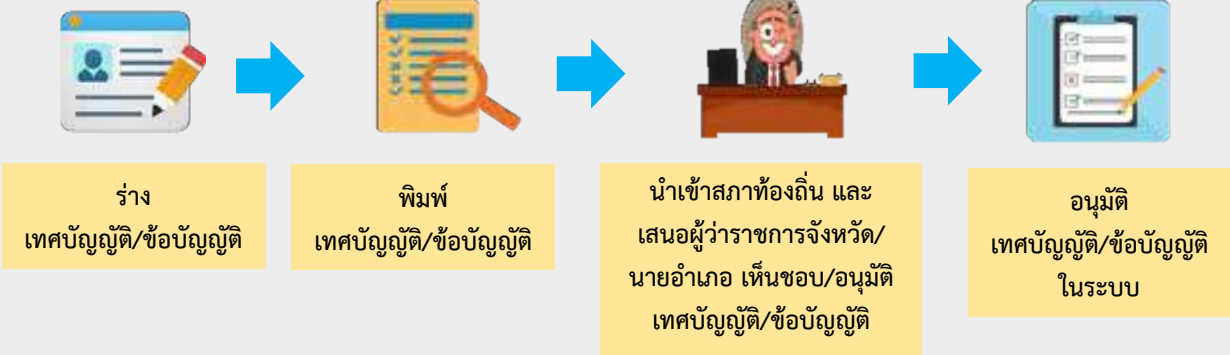 ร่าง
เทศบัญญัติ/ข้อบัญญัติ
พิมพ์
เทศบัญญัติ/ข้อบัญญัติ
นำเข้าสภาท้องถิ่น และ
เสนอผู้ว่าราชการจังหวัด/
นายอำเภอ เห็นชอบ/อนุมัติ
เทศบัญญัติ/ข้อบัญญัติ
อนุมัติ
เทศบัญญัติ/ข้อบัญญัติ
ในระบบ